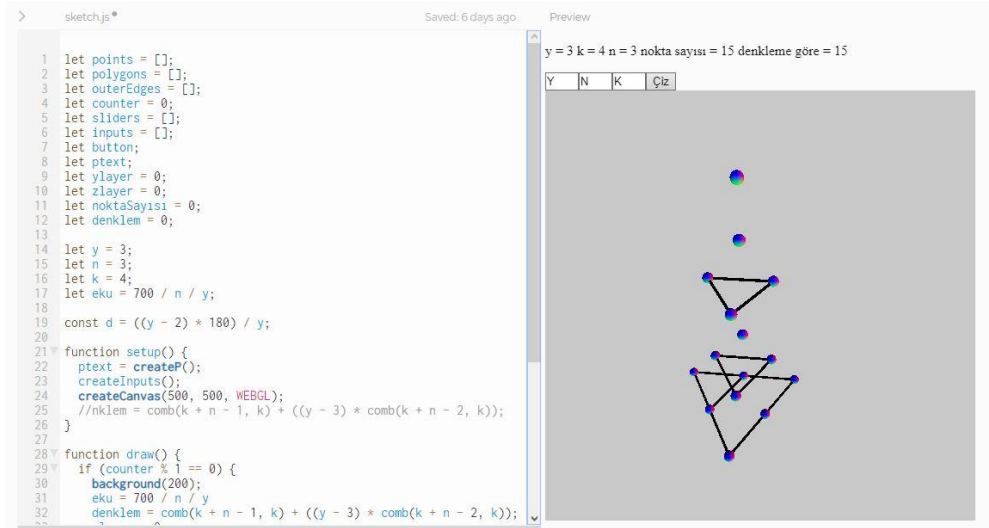 sketch.js
Saved: 6 days ago
Preview
1 let points = [];
2 let polygons = [];
3 let outerEdges = [];
4 let counter = 0;
5 let sliders = [];
6 let inputs = [];
7 let button;
8 let ptext;
9 let ylayer = 0;
10 let zlayer = 0;
11 let noktaSayısı = 0;
12 let denklem = 0;
13
14 let y = 3;
15 let n = 3;
16 let k = 4;
17 let eku = 700 / n / y;
18
19 const d = ((y - 2) * 180) / y;
20
21 function setup() {
22 ptext = createP();
23 createInputs();
24 createCanvas(500, 500, WEBGL);
25 //nklem = comb(k + n - 1, k) + ((y - 3) * comb(k + n - 2, k));
26 }
27
28 function draw() {
29 if (counter % 1 == 0) {
30 background(200);
31 eku = 700 / n / y
32 denklem = comb(k + n - 1, k) + ((y - 3) * comb(k + n - 2, k));
y = 3 k = 4 n = 3 nokta sayısı = 15 denkleme göre = 15
Y N K Çiz